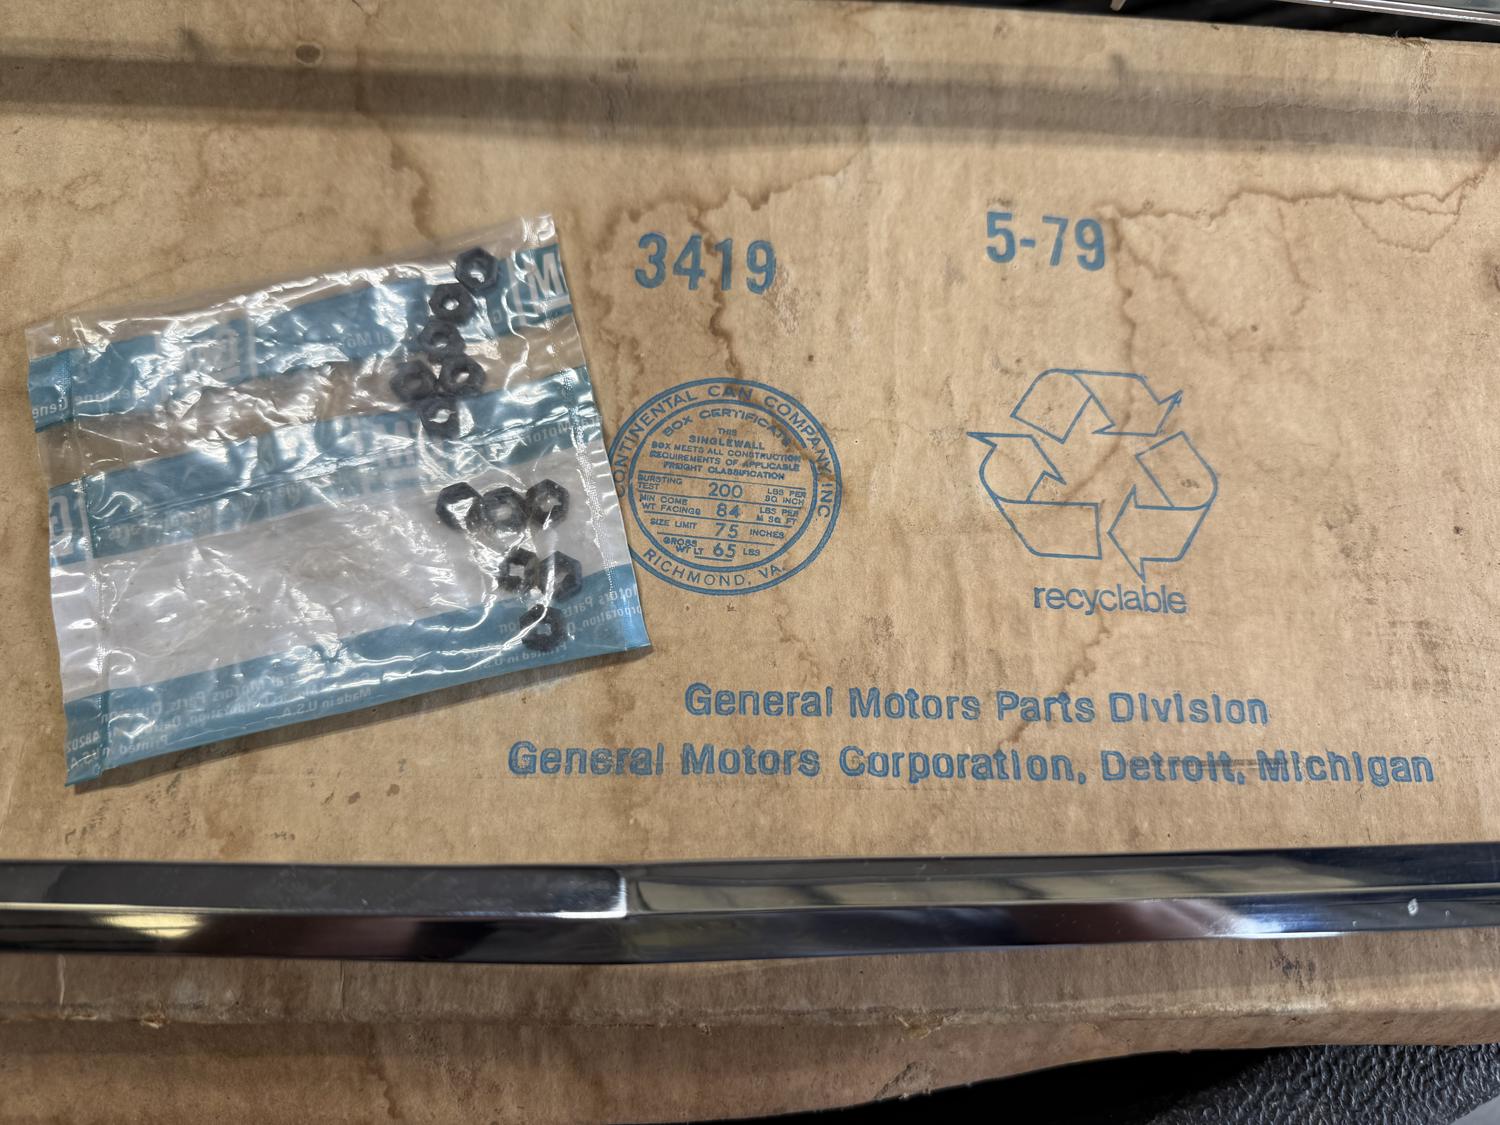 3419
5-79
CONTINENTAL CAN COMPANY, INC.
BOX CERTIFICATE
THIS
SINGLEWALL
BOX MEETS ALL CONSTRUCTION
REQUIREMENTS OF APPLICABLE
FREIGHT CLASSIFICATION
BURSTING TEST 200 LBS PER SQ INCH
MIN COMB WT FACINGS 84 LBS PER M SQ FT
SIZE LIMIT 75 INCHES
GROSS WT LT 65 LBS
RICHMOND, VA.
recyclable
General Motors Parts Division
General Motors Corporation, Detroit, Michigan